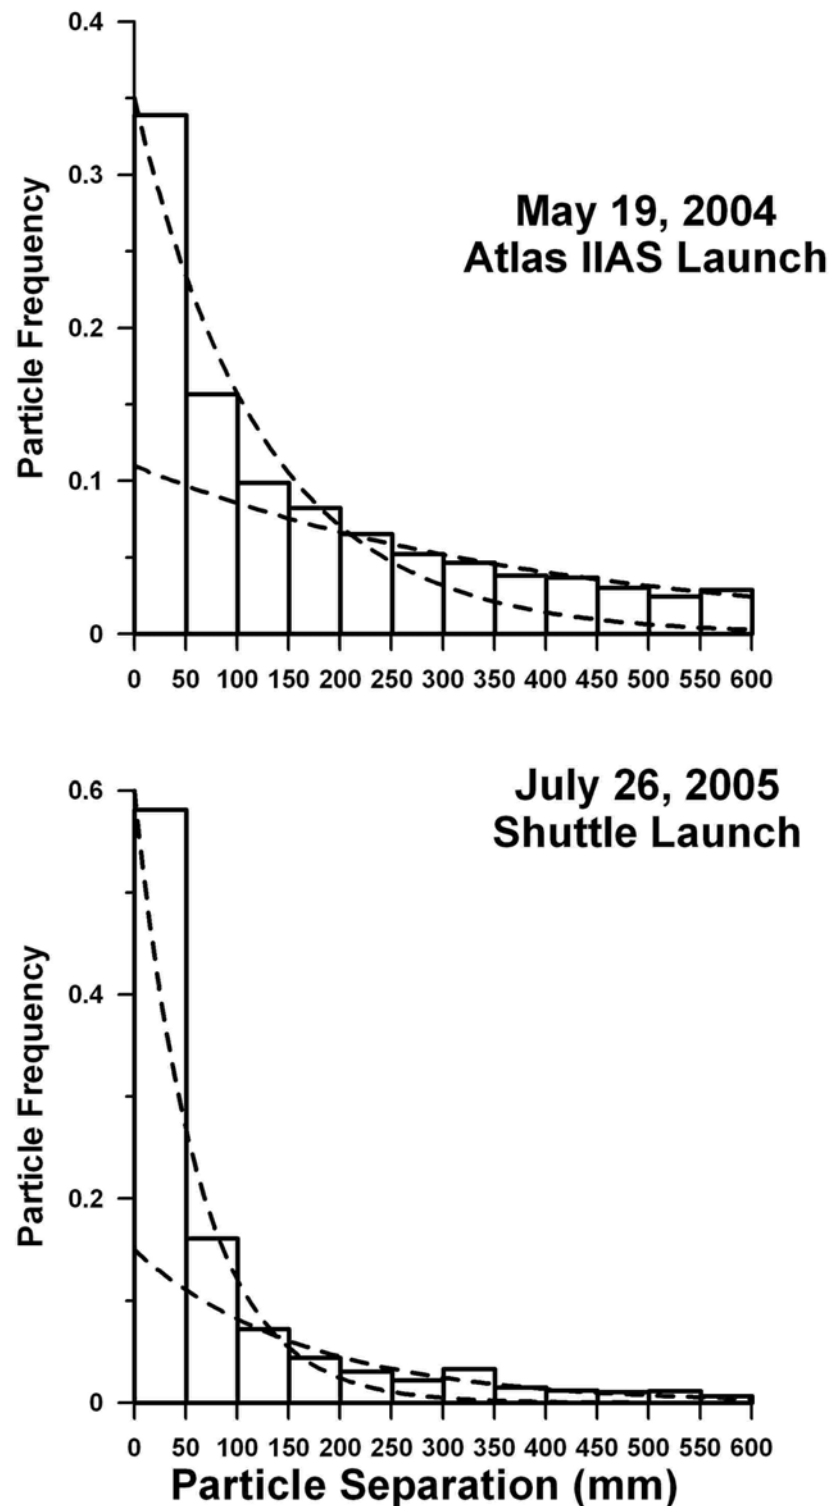 0.4
0.3
0.2
0.1
0
Particle Frequency
May 19, 2004
Atlas IIAS Launch
0 50 100 150 200 250 300 350 400 450 500 550 600
July 26, 2005
Shuttle Launch
0.6
0.4
0.2
0
Particle Frequency
0 50 100 150 200 250 300 350 400 450 500 550 600
Particle Separation (mm)